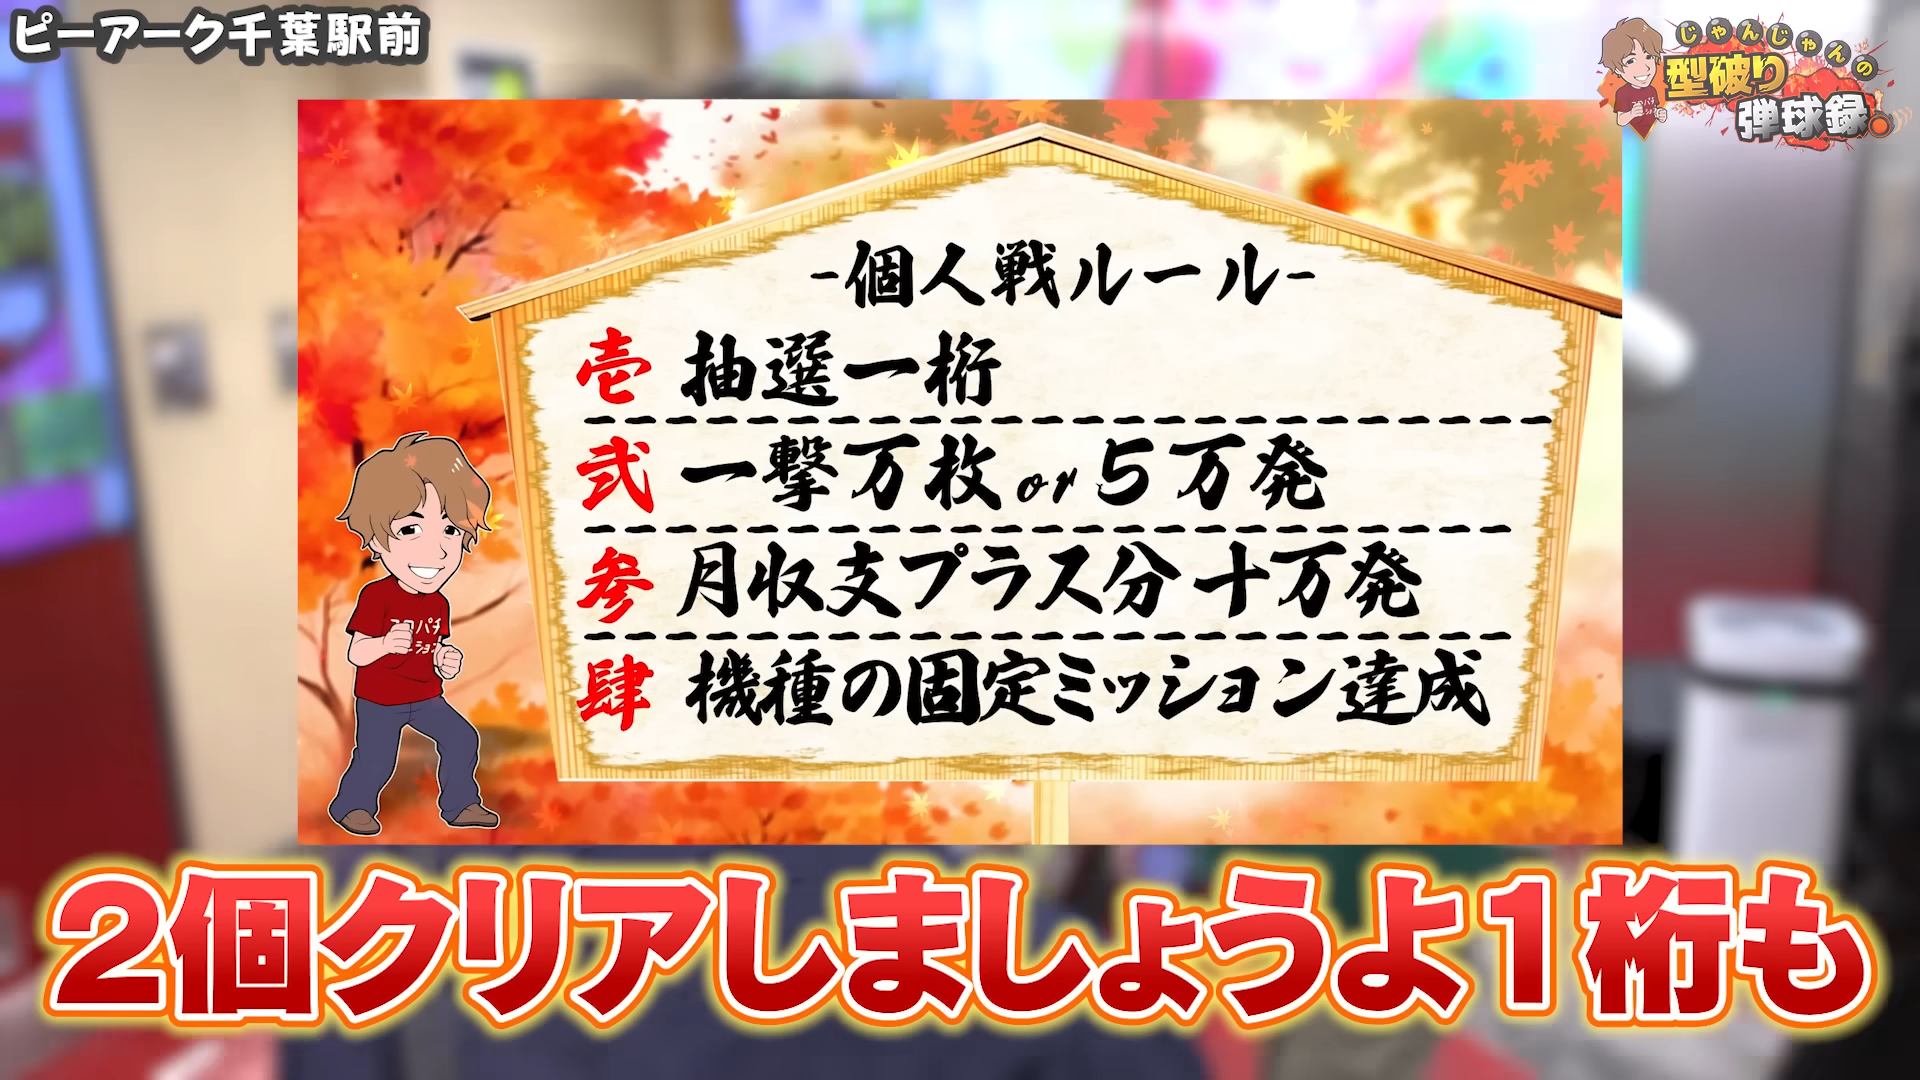 ピーアーク千葉駅前
じゃんじゃんの
型破り
弾球録!
-個人戦ルール-
壱 抽選一桁
弐 一撃万枚or5万発
参 月収支プラス分 十万発
肆 機種の固定ミッション達成
2個クリアしましょうよ1桁も